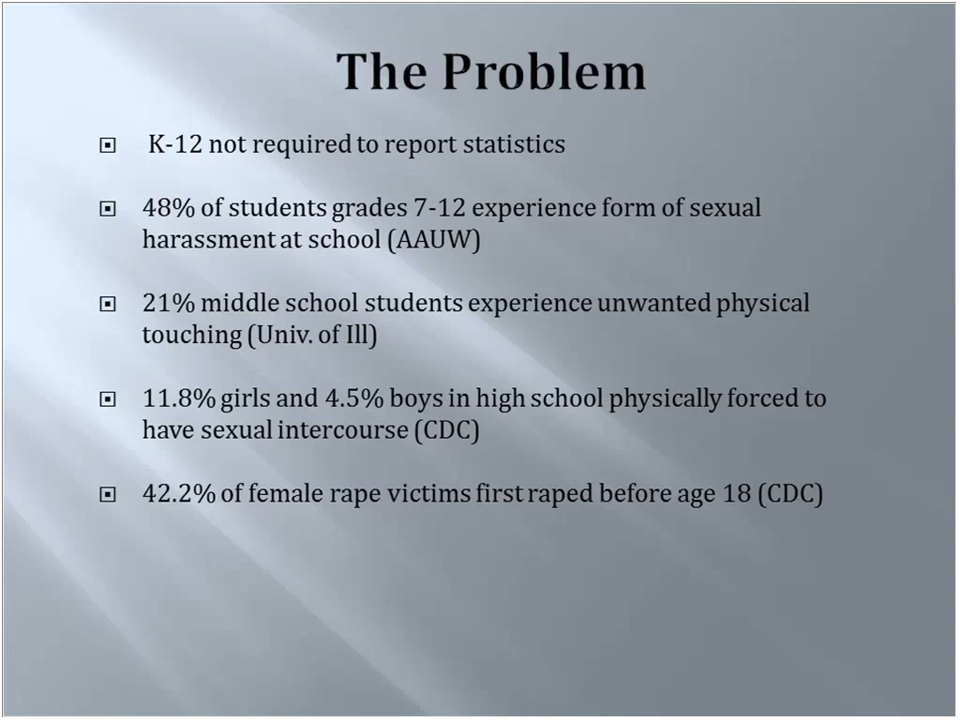 The Problem
K-12 not required to report statistics
48% of students grades 7-12 experience form of sexual
harassment at school (AAUW)
21% middle school students experience unwanted physical
touching (Univ. of Ill)
11.8% girls and 4.5% boys in high school physically forced to
have sexual intercourse (CDC)
42.2% of female rape victims first raped before age 18 (CDC)